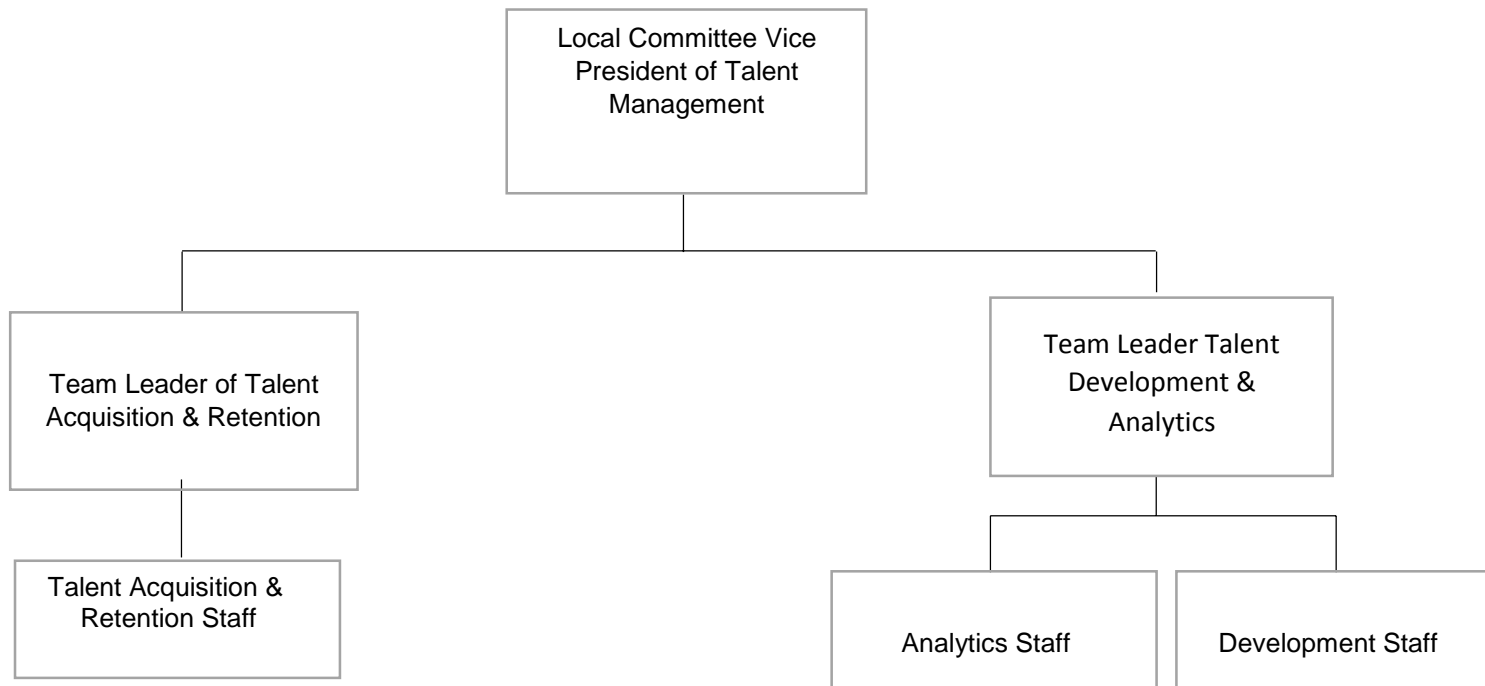 Local Committee Vice
President of Talent
Management
Team Leader of Talent
Acquisition & Retention
Team Leader Talent
Development &
Analytics
Talent Acquisition &
Retention Staff
Analytics Staff
Development Staff